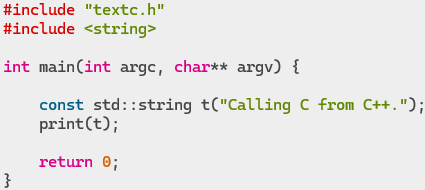 #include "textc.h"
#include <string>
int main(int argc, char** argv) {
const std::string t("Calling C from C++.");
print(t);
return 0;
}